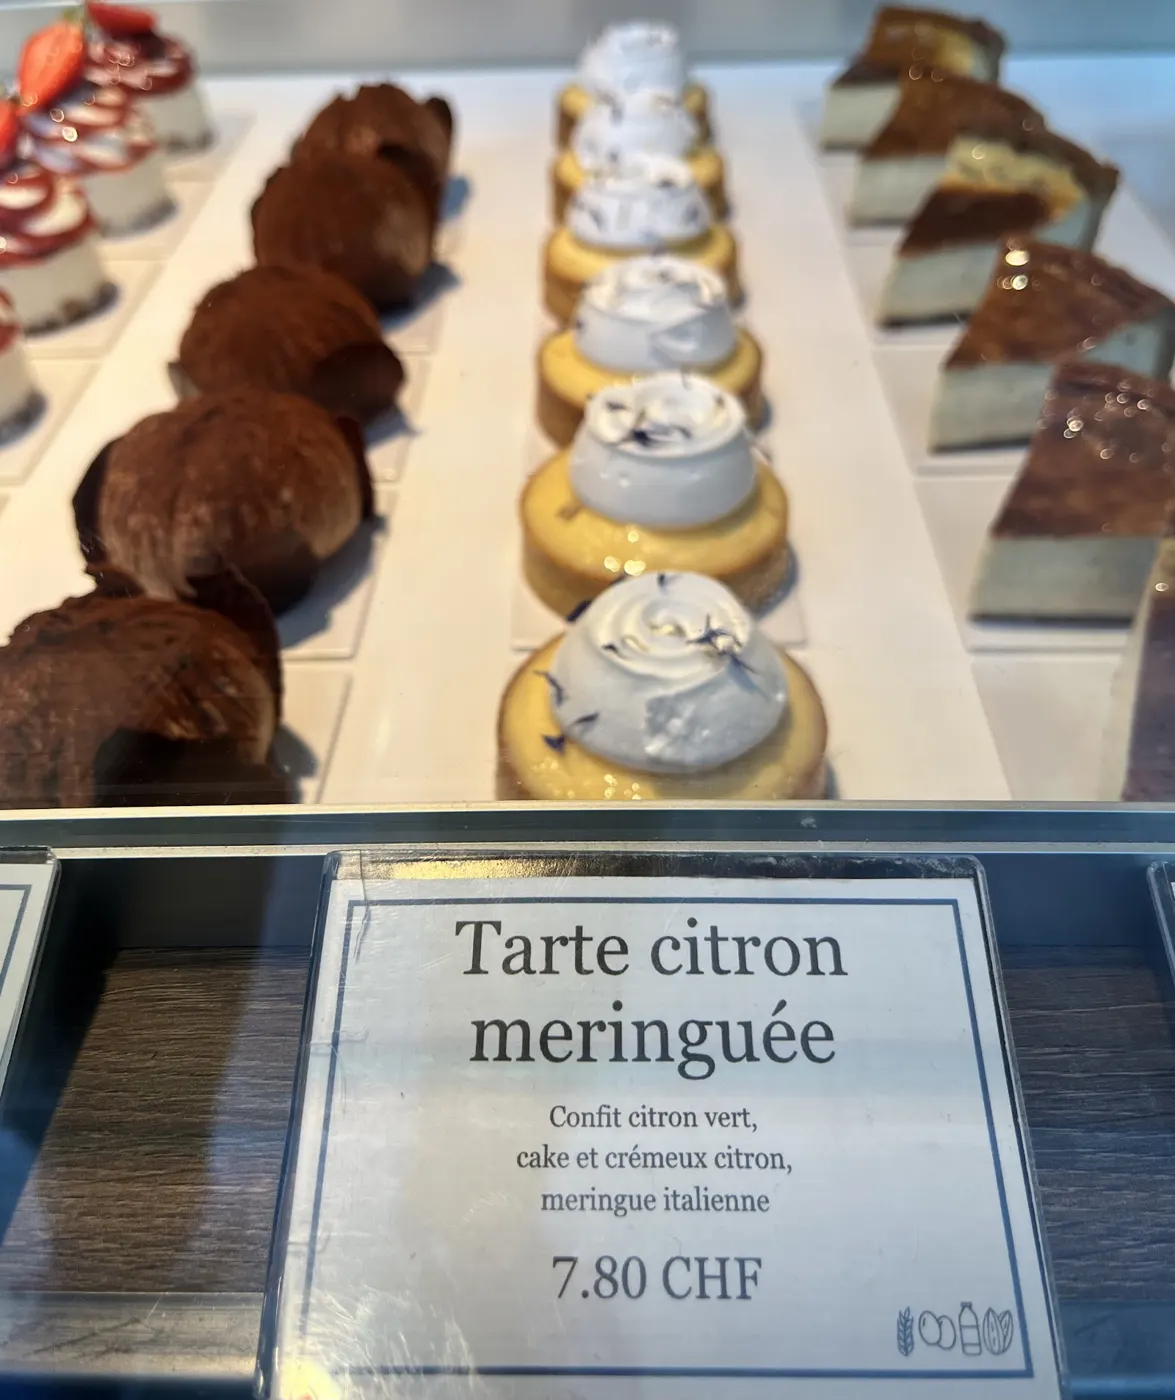 Tarte citron
meringuée
Confit citron vert,
cake et crémeux citron,
meringue italienne
7.80 CHF